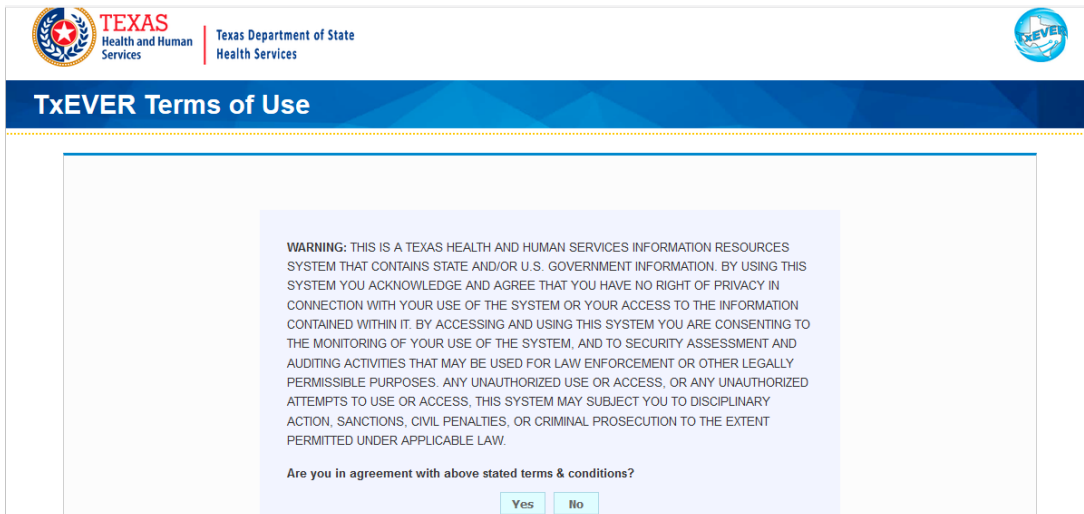 TEXAS
Health and Human
Services
Texas Department of State
Health Services
TxEVER
TxEVER Terms of Use
WARNING: THIS IS A TEXAS HEALTH AND HUMAN SERVICES INFORMATION RESOURCES
SYSTEM THAT CONTAINS STATE AND/OR U.S. GOVERNMENT INFORMATION. BY USING THIS
SYSTEM YOU ACKNOWLEDGE AND AGREE THAT YOU HAVE NO RIGHT OF PRIVACY IN
CONNECTION WITH YOUR USE OF THE SYSTEM OR YOUR ACCESS TO THE INFORMATION
CONTAINED WITHIN IT. BY ACCESSING AND USING THIS SYSTEM YOU ARE CONSENTING TO
THE MONITORING OF YOUR USE OF THE SYSTEM, AND TO SECURITY ASSESSMENT AND
AUDITING ACTIVITIES THAT MAY BE USED FOR LAW ENFORCEMENT OR OTHER LEGALLY
PERMISSIBLE PURPOSES. ANY UNAUTHORIZED USE OR ACCESS, OR ANY UNAUTHORIZED
ATTEMPTS TO USE OR ACCESS, THIS SYSTEM MAY SUBJECT YOU TO DISCIPLINARY
ACTION, SANCTIONS, CIVIL PENALTIES, OR CRIMINAL PROSECUTION TO THE EXTENT
PERMITTED UNDER APPLICABLE LAW.
Are you in agreement with above stated terms & conditions?
Yes No